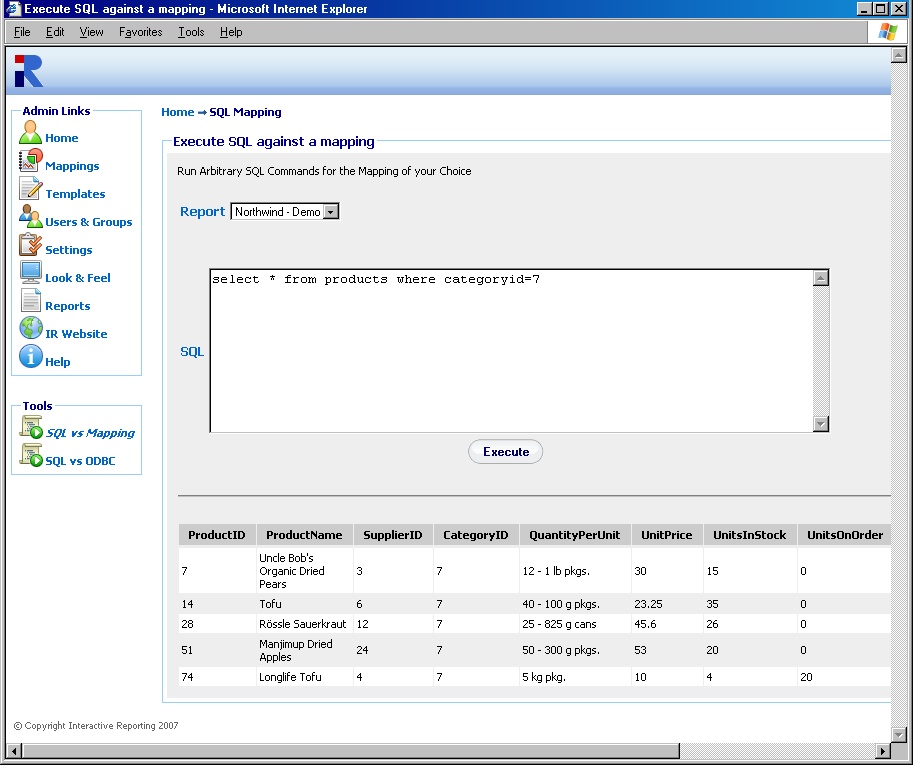 Execute SQL against a mapping - Microsoft Internet Explorer
File Edit View Favorites Tools Help
iR
Admin Links
Home
Mappings
Templates
Users & Groups
Settings
Look & Feel
Reports
IR Website
Help
Tools
SQL vs Mapping
SQL vs ODBC
Home → SQL Mapping
Execute SQL against a mapping
Run Arbitrary SQL Commands for the Mapping of your Choice
Report Northwind - Demo
SQL
select * from products where categoryid=7
Execute
ProductID ProductName SupplierID CategoryID QuantityPerUnit UnitPrice UnitsInStock UnitsOnOrder
7 Uncle Bob's Organic Dried Pears 3 7 12 - 1 lb pkgs. 30 15 0
14 Tofu 6 7 40 - 100 g pkgs. 23.25 35 0
28 Rössle Sauerkraut 12 7 25 - 825 g cans 45.6 26 0
51 Manjimup Dried Apples 24 7 50 - 300 g pkgs. 53 20 0
74 Longlife Tofu 4 7 5 kg pkg. 10 4 20
© Copyright Interactive Reporting 2007